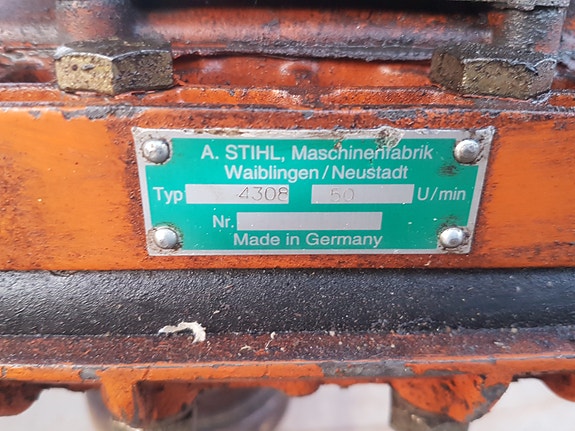 A. STIHL, Maschinenfabrik
Waiblingen/Neustadt
Typ 4308 50 U/min
Nr.
Made in Germany